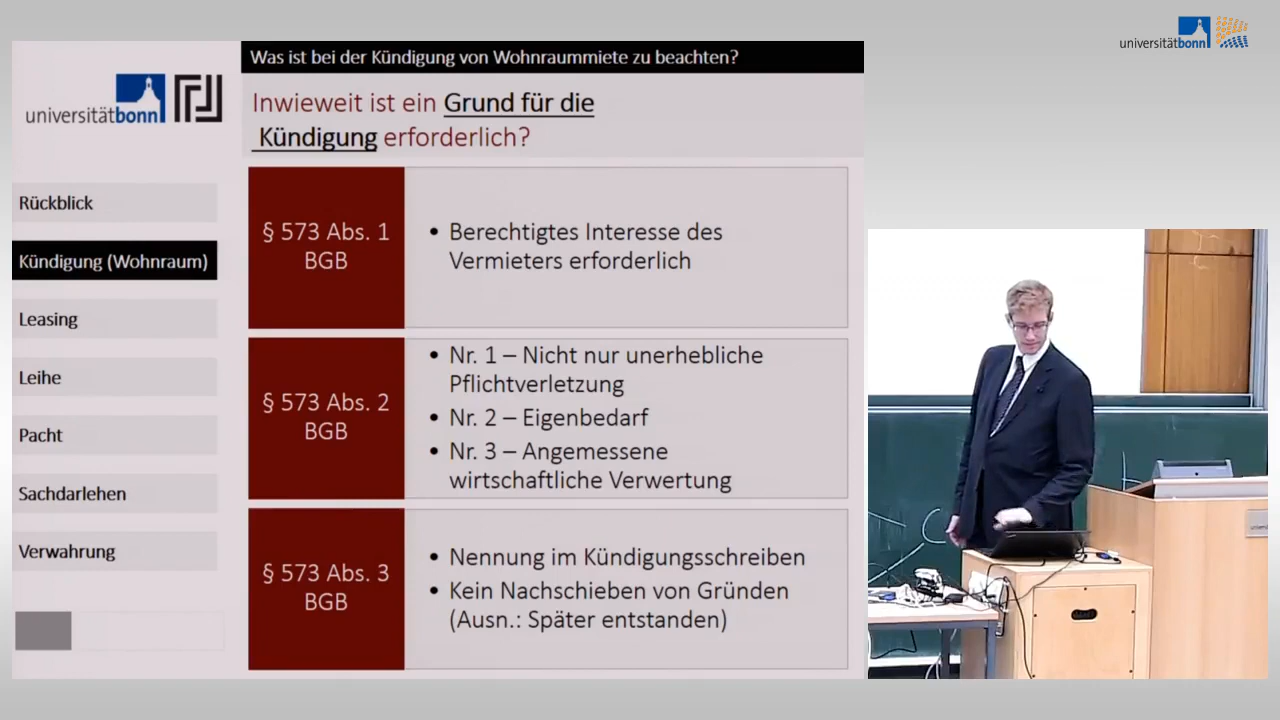 universitätbonn
Was ist bei der Kündigung von Wohnraummiete zu beachten?
universitätbonn
Inwieweit ist ein Grund für die
Kündigung erforderlich?
Rückblick
Kündigung (Wohnraum)
Leasing
Leihe
Pacht
Sachdarlehen
Verwahrung
§ 573 Abs. 1
BGB
• Berechtigtes Interesse des
Vermieters erforderlich
§ 573 Abs. 2
BGB
• Nr. 1 – Nicht nur unerhebliche
Pflichtverletzung
• Nr. 2 – Eigenbedarf
• Nr. 3 – Angemessene
wirtschaftliche Verwertung
§ 573 Abs. 3
BGB
• Nennung im Kündigungsschreiben
• Kein Nachschieben von Gründen
(Ausn.: Später entstanden)